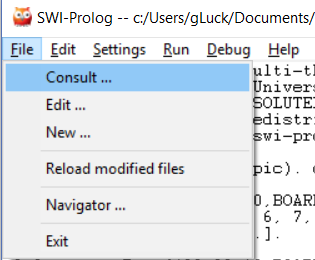 SWI-Prolog -- c:/Users/gLuck/Documents/
File Edit Settings Run Debug Help
Consult ...
Edit ...
New ...
Reload modified files
Navigator ...
Exit
ulti-th
Univers
SOLUTEL
edistri
swi-pro
pic). o
0,BOARD
6, 7,
.].